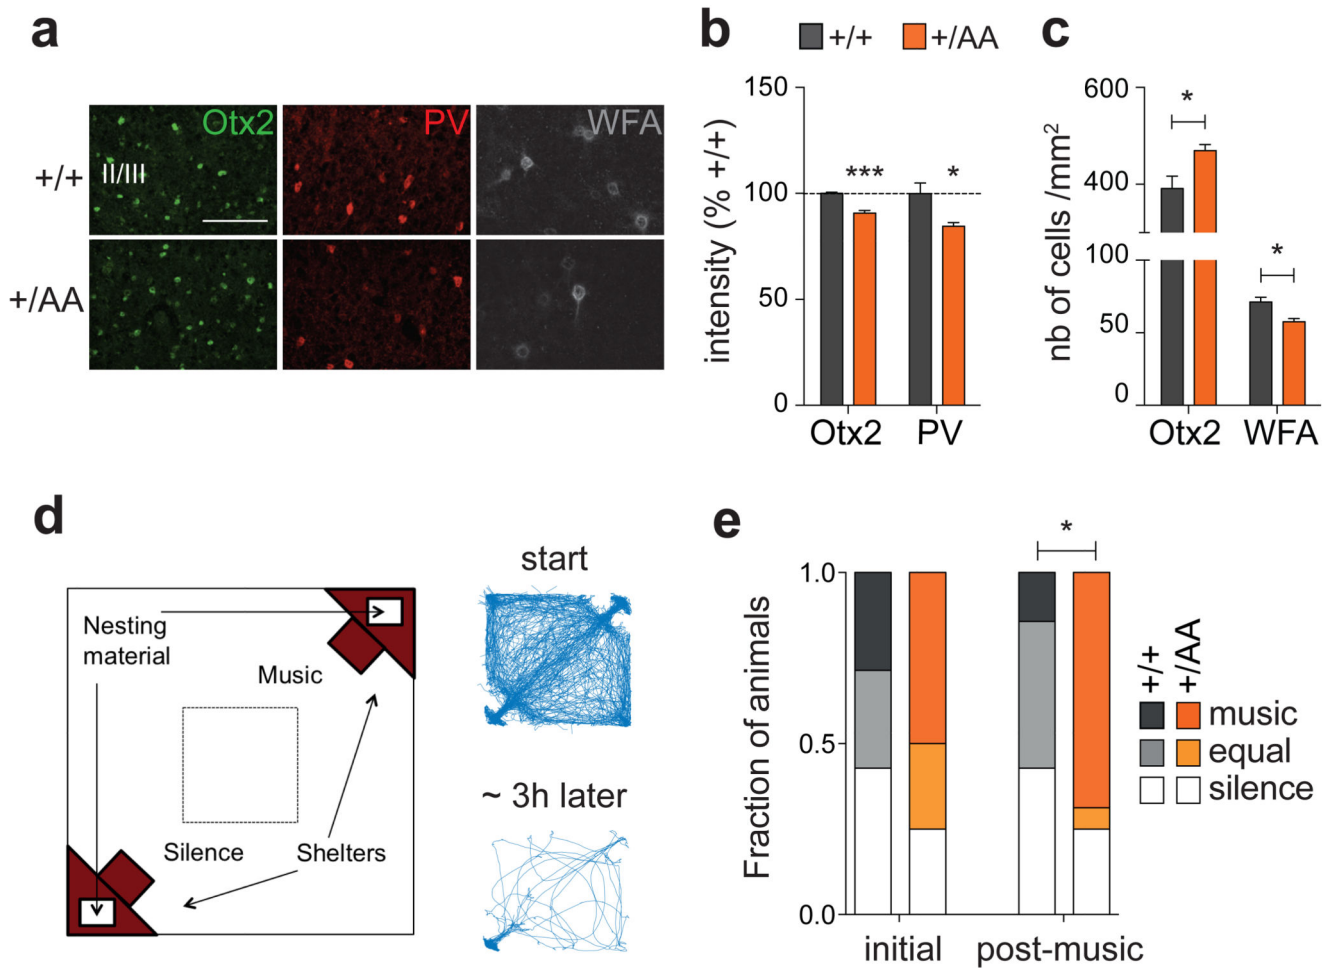 a
Otx2
PV
WFA
+/+
II/III
+/AA
b
+/+
+/AA
intensity (% +/+)
150
100
50
0
***
*
Otx2
PV
c
nb of cells /mm²
600
400
100
50
0
*
*
Otx2
WFA
d
Nesting
material
Music
Silence
Shelters
start
~ 3h later
e
Fraction of animals
1.0
0.5
0.0
*
initial
post-music
+/+
+/AA
music
equal
silence